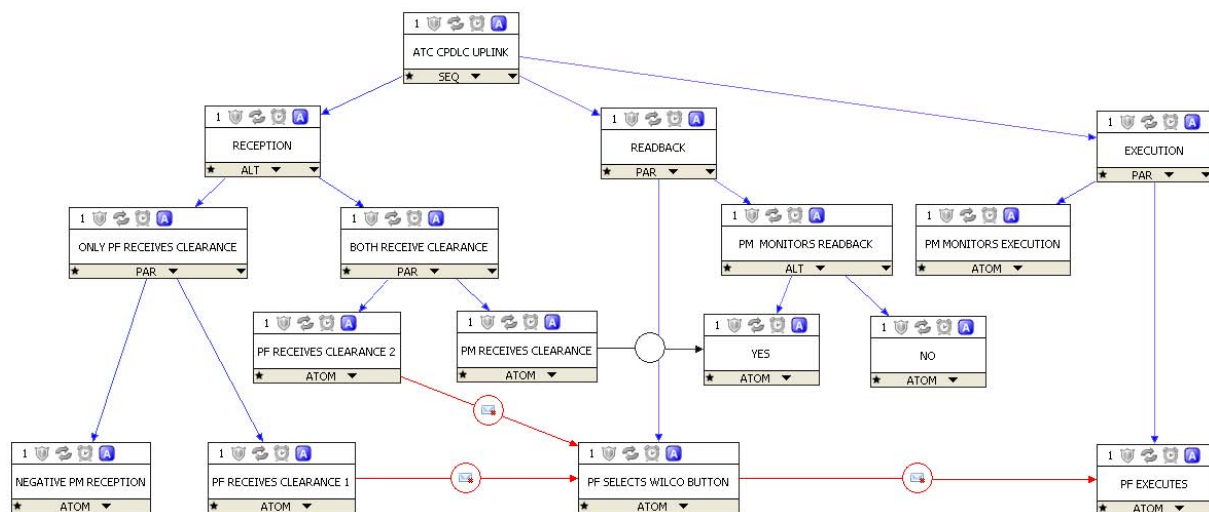 1 A
ATC CPDLC UPLINK
SEQ
1 A
RECEPTION
ALT
1 A
READBACK
PAR
1 A
EXECUTION
PAR
1 A
ONLY PF RECEIVES CLEARANCE
PAR
1 A
BOTH RECEIVE CLEARANCE
PAR
1 A
PM MONITORS READBACK
ALT
1 A
PM MONITORS EXECUTION
ATOM
1 A
PF RECEIVES CLEARANCE 2
ATOM
1 A
PM RECEIVES CLEARANCE
ATOM
1 A
YES
ATOM
1 A
NO
ATOM
1 A
NEGATIVE PM RECEPTION
ATOM
1 A
PF RECEIVES CLEARANCE 1
ATOM
1 A
PF SELECTS WILCO BUTTON
ATOM
1 A
PF EXECUTES
ATOM